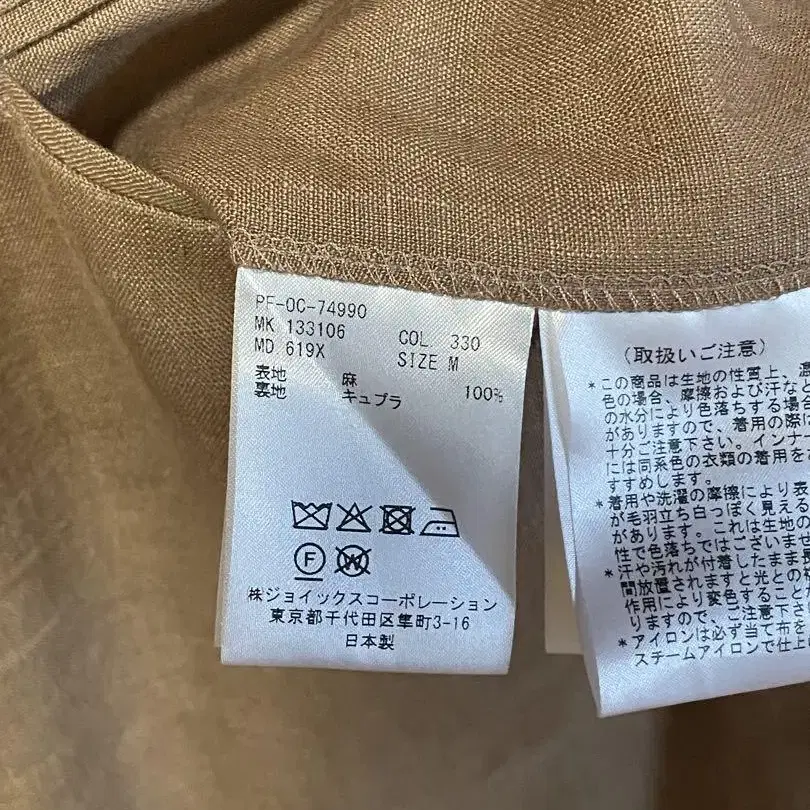 PF-OC-74990
MK 133106 COL 330
MD 619X SIZE M
表地 麻 100%
裏地 キュプラ
F
W
株ジョイックスコーポレーション
東京都千代田区隼町3-16
日本製
(取扱いご注意)
*この商品は生地の性質上、
色の場合、摩擦および汗など
の水分により色落ちする場合
がありますので、着用の際は
十分ご注意下さい。インナー
には同系色の衣類の着用をお
すすめします。
*着用や洗濯の摩擦により表
が毛羽立ち白っぽく見える
があります。これは生地の
性で色落ちではございませ
*汗や汚れが付着したまま長
間放置されますと光との
作用により変色すること
りますので、ご注意下さ
*アイロンは必ず当て布を
スチームアイロンで仕上